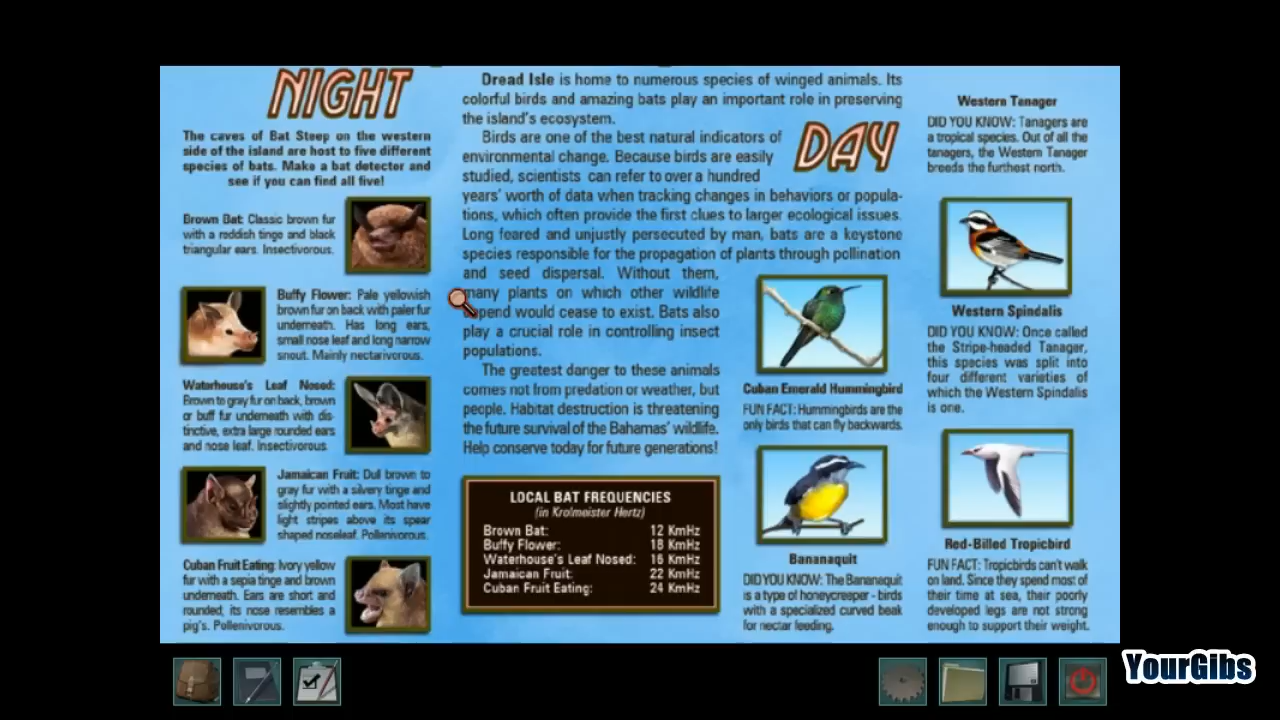 NIGHT
The caves of Bat Steep on the western
side of the island are host to five different
species of bats. Make a bat detector and
see if you can find all five!
Brown Bat: Classic brown fur
with a reddish tinge and black
triangular ears. Insectivorous.
Buffy Flower: Pale yellowish
brown fur on back with paler fur
underneath. Has long ears,
small nose leaf and long narrow
snout. Mainly nectarivorous.
Waterhouse's Leaf Nosed:
Brown to gray fur on back, brown
or buff fur underneath with dis-
tinctive, extra large rounded ears
and nose leaf. Insectivorous
Jamaican Fruit: Dull brown to
gray fur with a silvery tinge and
slightly pointed ears. Most have
light stripes above its spear
shaped noseleaf. Pollenivorous.
Cuban Fruit Eating: Ivory yellow
fur with a sepia tinge and brown
underneath. Ears are short and
rounded, its nose resembles a
pig's. Pollenivorous.
Dread Isle is home to numerous species of winged animals. Its
colorful birds and amazing bats play an important role in preserving
the island's ecosystem.
Birds are one of the best natural indicators of
environmental change. Because birds are easily
studied, scientists can refer to over a hundred
years' worth of data when tracking changes in behaviors or popula-
tions, which often provide the first clues to larger ecological issues.
Long feared and unjustly persecuted by man, bats are a keystone
species responsible for the propagation of plants through pollination
and seed dispersal. Without them,
many plants on which other wildlife
depend would cease to exist. Bats also
play a crucial role in controlling insect
populations.
The greatest danger to these animals
comes not from predation or weather, but
people. Habitat destruction is threatening
the future survival of the Bahamas' wildlife.
Help conserve today for future generations!
LOCAL BAT FREQUENCIES
(in Krolmeister Hertz)
Brown Bat: 12 KmHz
Buffy Flower: 18 KmHz
Waterhouse's Leaf Nosed: 16 KmHz
Jamaican Fruit: 22 KmHz
Cuban Fruit Eating: 24 KmHz
DAY
Cuban Emerald Hummingbird
FUN FACT: Hummingbirds are the
only birds that can fly backwards.
Bananaquit
DID YOU KNOW: The Bananaquit
is a type of honeycreeper - birds
with a specialized curved beak
for nectar feeding.
Western Tanager
DID YOU KNOW: Tanagers are
a tropical species. Out of all the
tanagers, the Western Tanager
breeds the furthest north.
Western Spindalis
DID YOU KNOW: Once called
the Stripe-headed Tanager,
this species was split into
four different varieties of
which the Western Spindalis
is one.
Red-Billed Tropicbird
FUN FACT: Tropicbirds can't walk
on land. Since they spend most of
their time at sea, their poorly
developed legs are not strong
enough to support their weight.
YourGibs